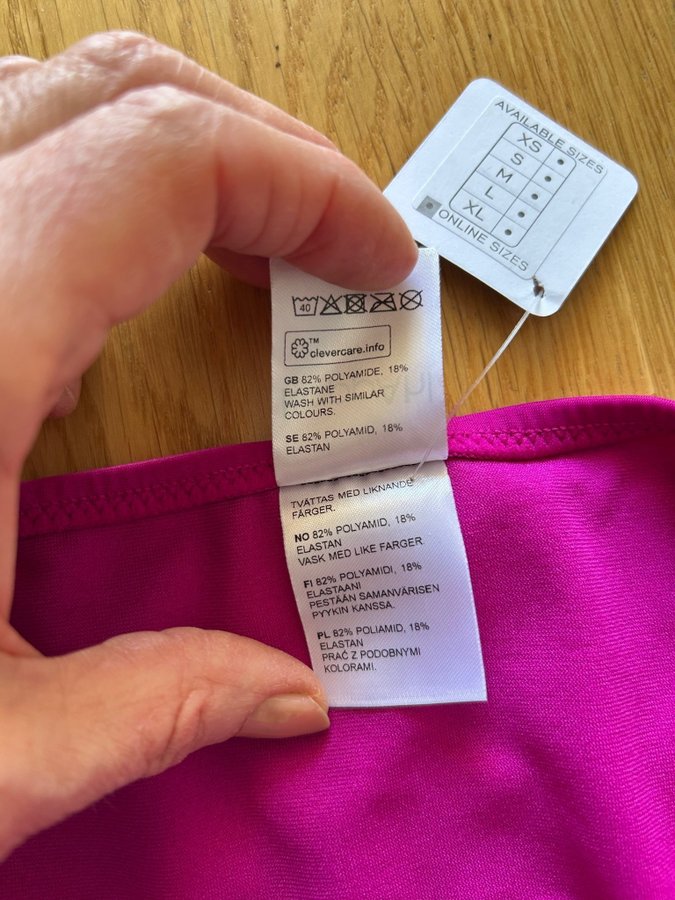 AVAILABLE SIZES
XS
S
M
L
XL
ONLINE SIZES
40
™
clevercare.info
GB 82% POLYAMIDE, 18%
ELASTANE
WASH WITH SIMILAR
COLOURS.
SE 82% POLYAMID, 18%
ELASTAN
TVÄTTAS MED LIKNANDE
FÄRGER.
NO 82% POLYAMID, 18%
ELASTAN
VASK MED LIKE FARGER.
FI 82% POLYAMIDI, 18%
ELASTAANI
PESTÄÄN SAMANVÄRISEN
PYYKIN KANSSA.
PL 82% POLIAMID, 18%
ELASTAN
PRAĆ Z PODOBNYMI
KOLORAMI.